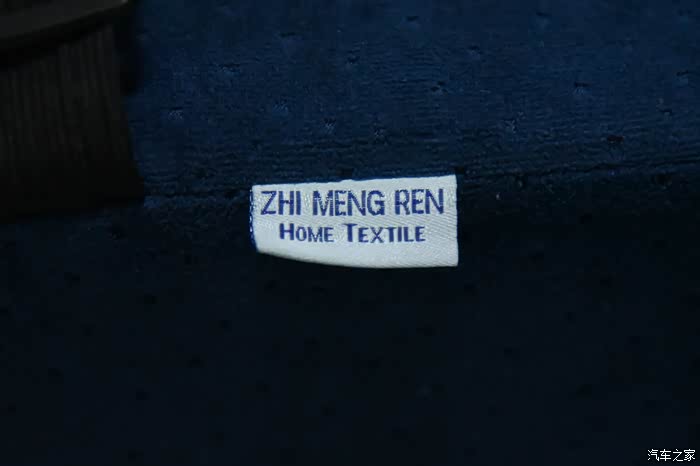 ZHI MENG REN
HOME TEXTILE
汽车之家